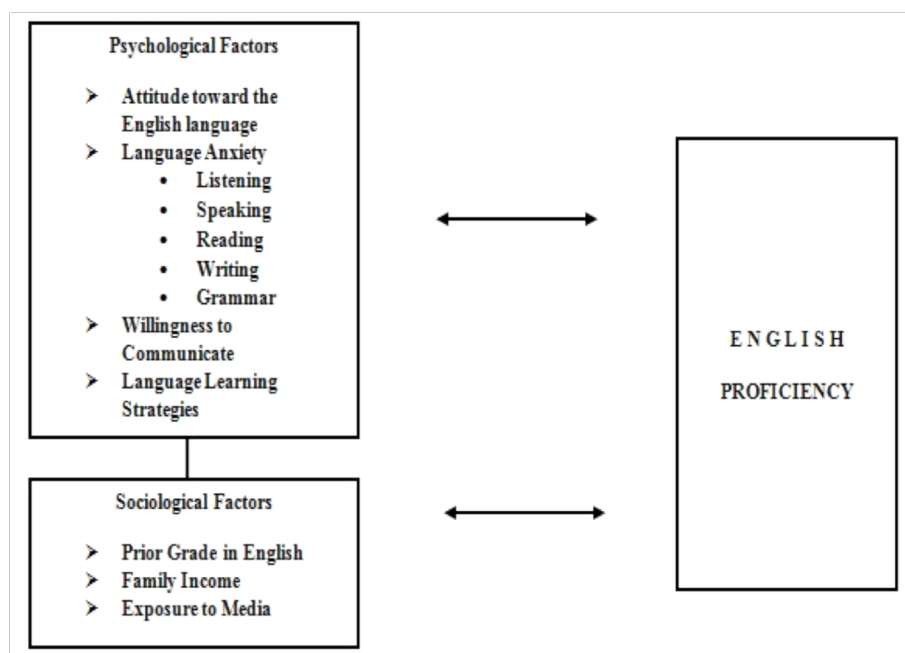 Psychological Factors
➤ Attitude toward the
English language
➤ Language Anxiety
• Listening
• Speaking
• Reading
• Writing
• Grammar
➤ Willingness to
Communicate
➤ Language Learning
Strategies
Sociological Factors
➤ Prior Grade in English
➤ Family Income
➤ Exposure to Media
E N G L I S H
PROFICIENCY